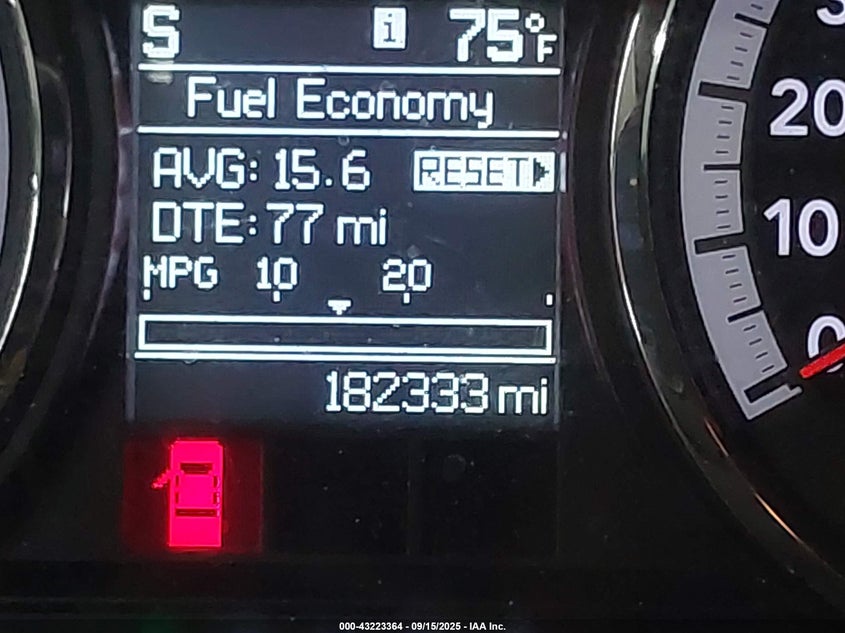 S i 75°F
Fuel Economy
AVG: 15.6 RESET
DTE: 77 mi
MPG 10 20
182333 mi
20
10
0
000-43223364 - 09/15/2025 - IAA Inc.